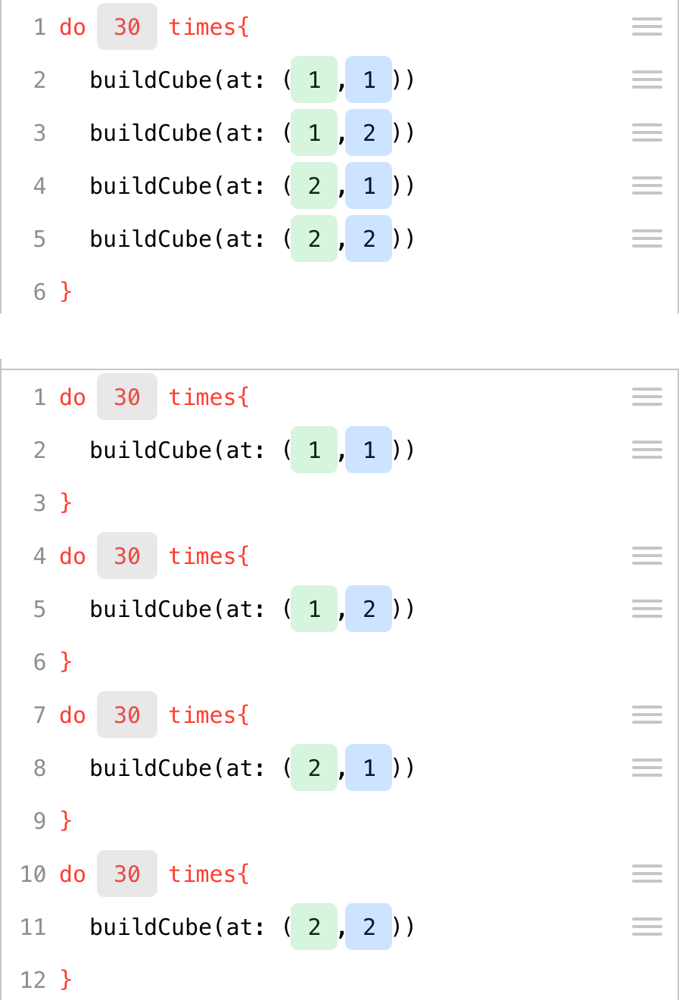 1 do 30 times{
2 buildCube(at: (1,1))
3 buildCube(at: (1,2))
4 buildCube(at: (2,1))
5 buildCube(at: (2,2))
6 }
1 do 30 times{
2 buildCube(at: (1,1))
3 }
4 do 30 times{
5 buildCube(at: (1,2))
6 }
7 do 30 times{
8 buildCube(at: (2,1))
9 }
10 do 30 times{
11 buildCube(at: (2,2))
12 }